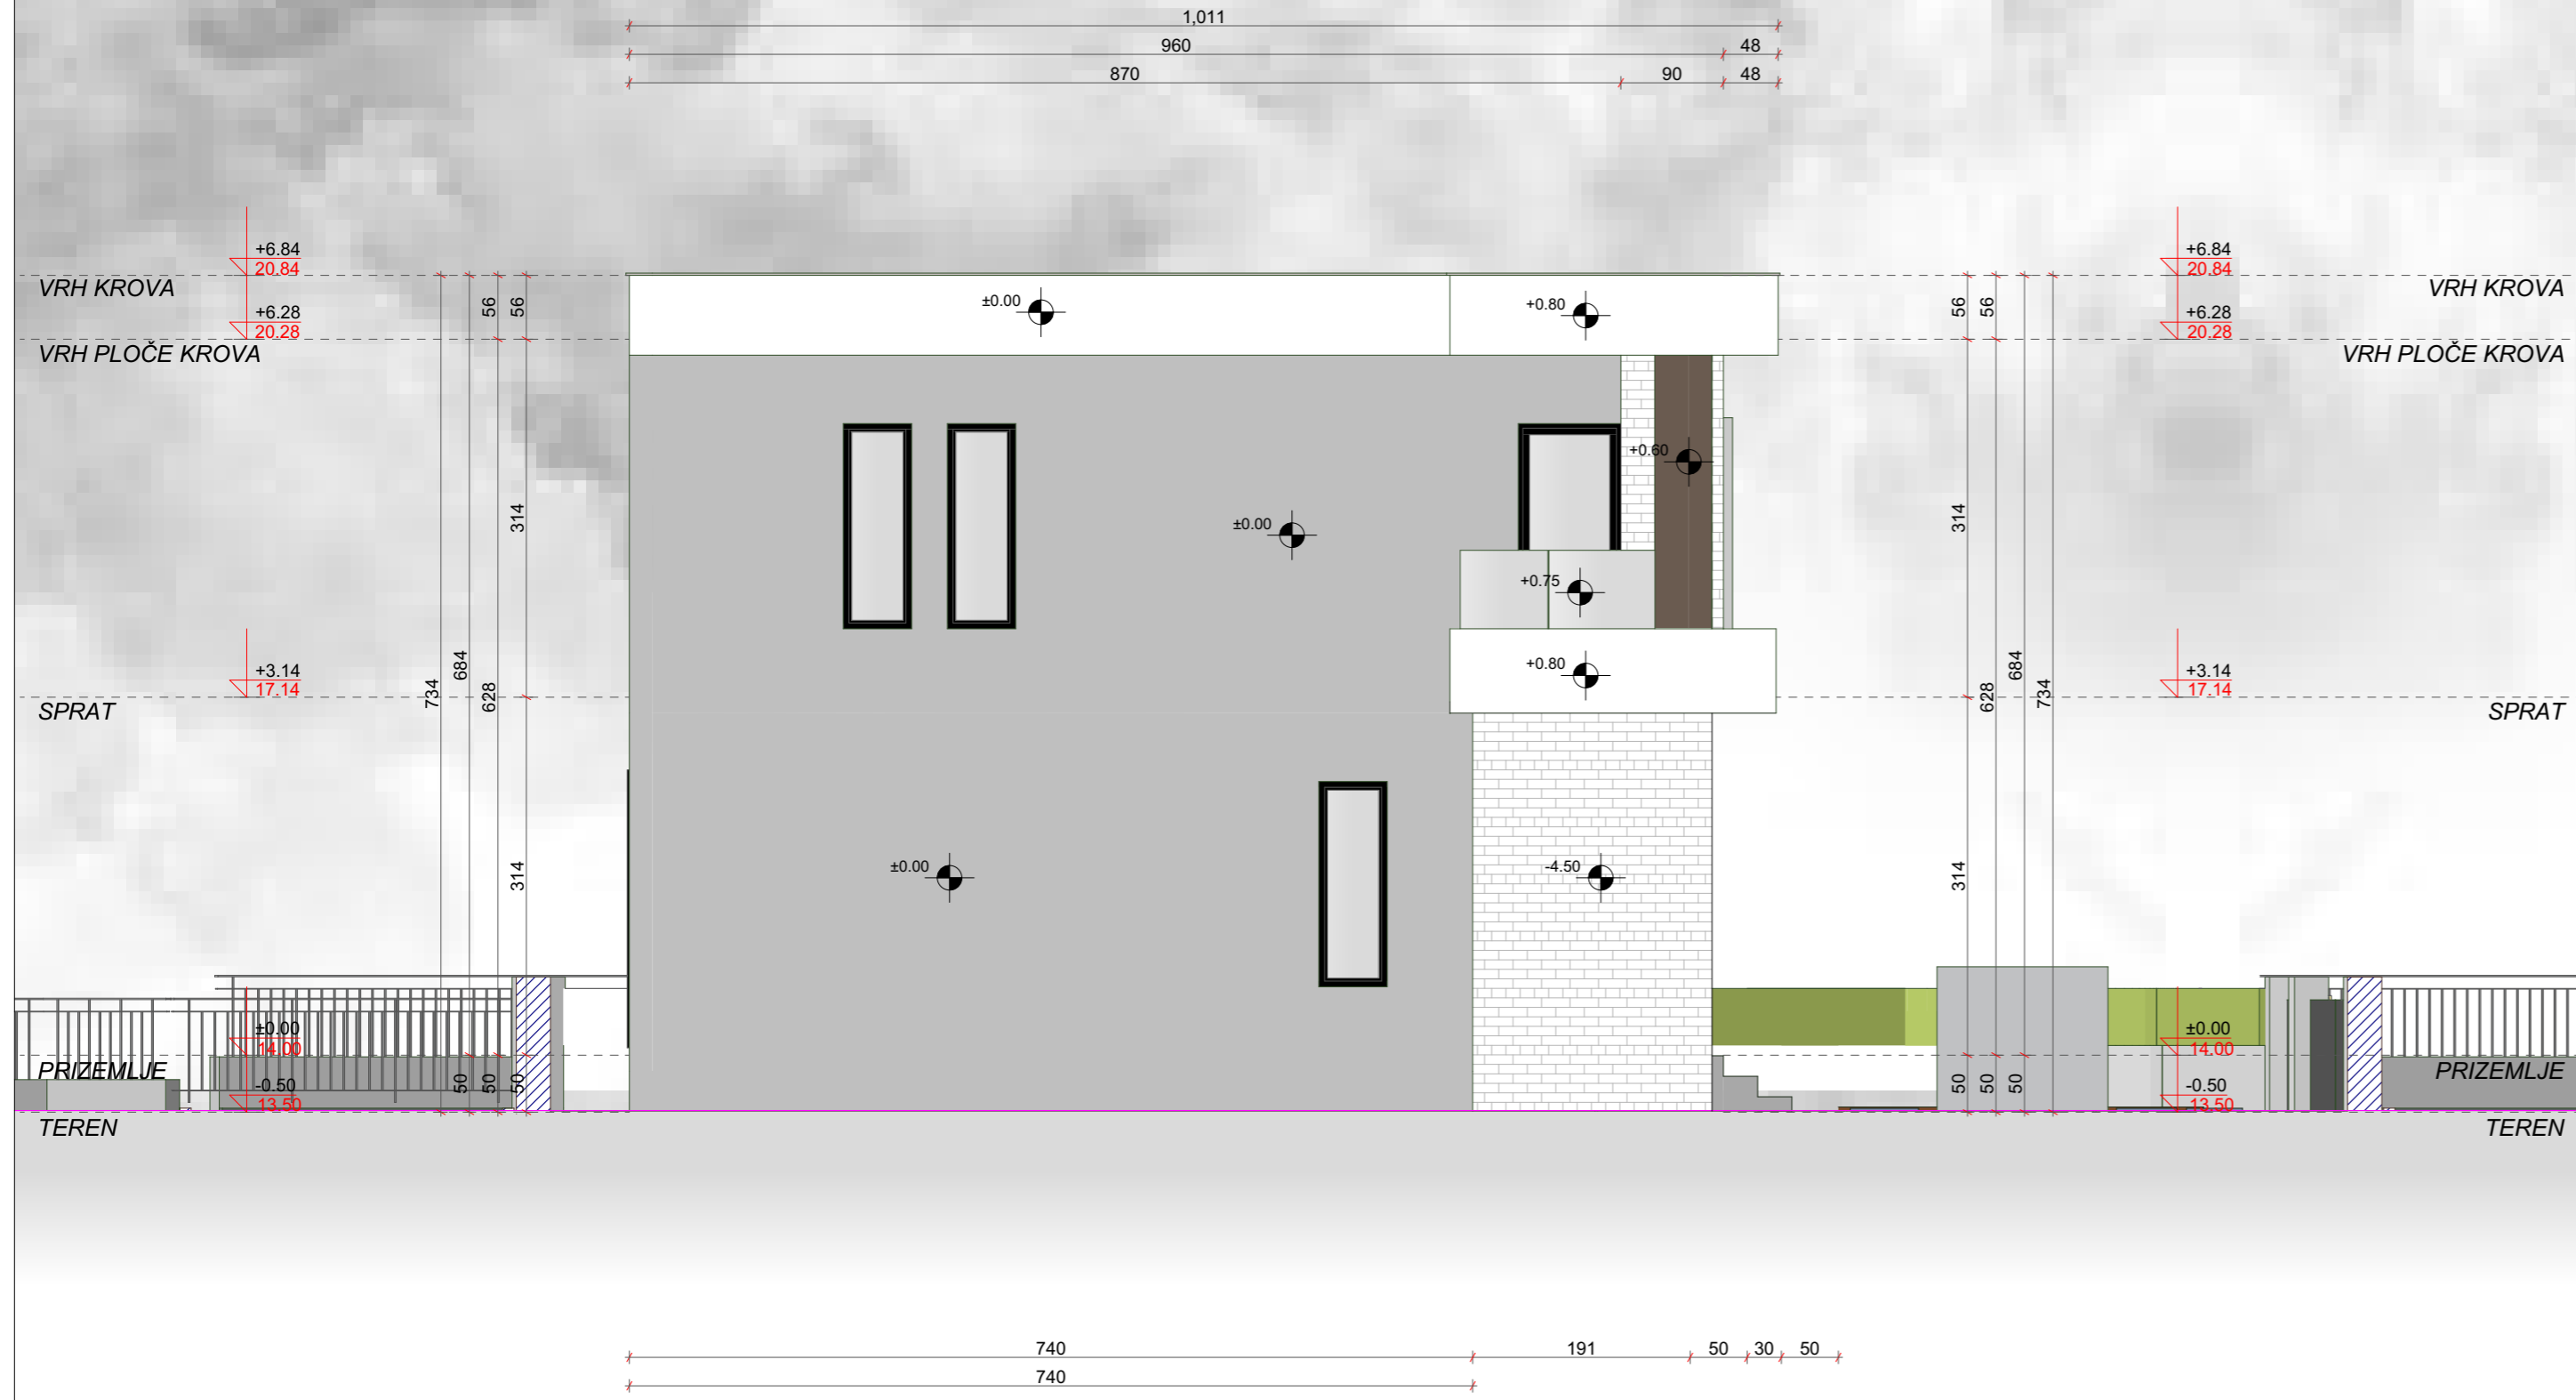 1,011
960 48
870 90 48
+6.84 +6.84
20.84 20.84
VRH KROVA VRH KROVA
56 56 ±0.00 +0.80 56 56
+6.28 +6.28
20.28 20.28
VRH PLOČE KROVA VRH PLOČE KROVA
+0.60
314 ±0.00 314
+0.75
+3.14 +0.80 +3.14
17.14 17.14
734 684 628 628 684 734
SPRAT SPRAT
314 ±0.00 -4.50 314
±0.00 ±0.00
14.00 14.00
PRIZEMLJE PRIZEMLJE
-0.50 50 50 50 50 50 50 -0.50
13.50 13.50
TEREN TEREN
740 191 50 30 50
740